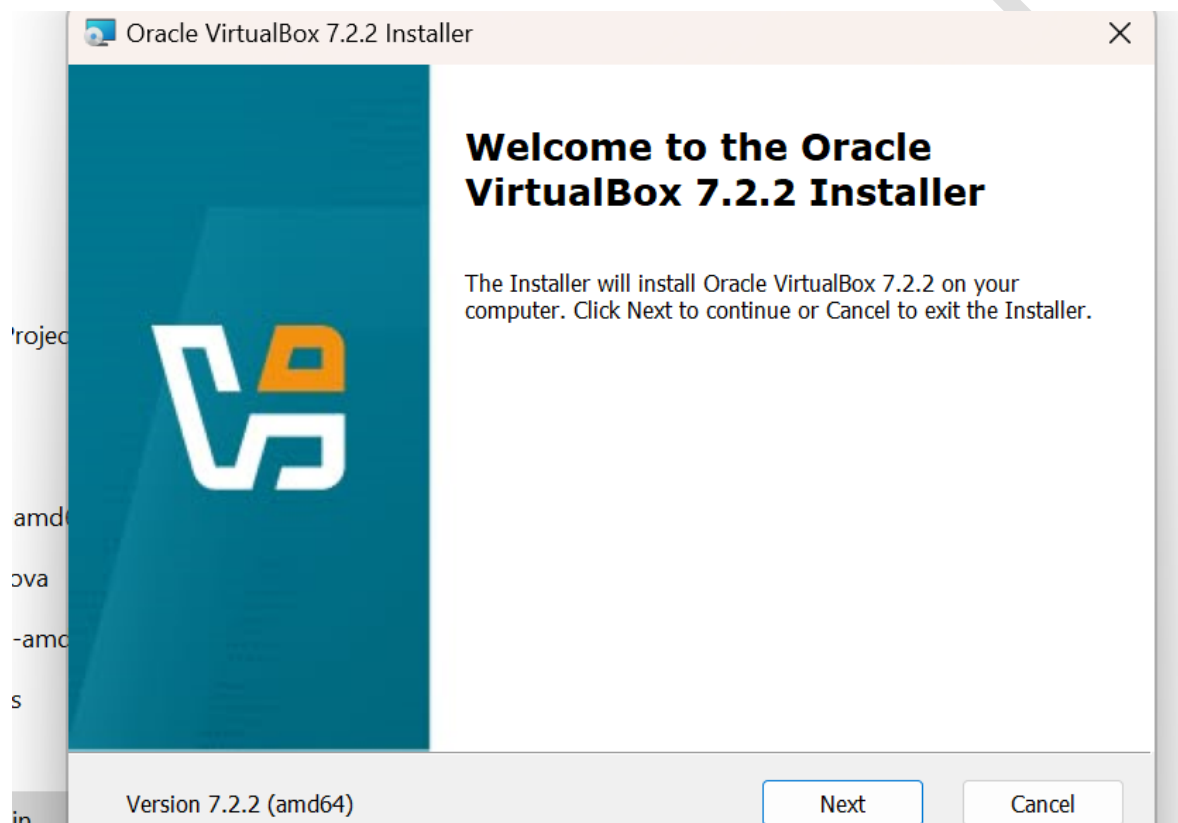 Oracle VirtualBox 7.2.2 Installer
Welcome to the Oracle
VirtualBox 7.2.2 Installer
The Installer will install Oracle VirtualBox 7.2.2 on your
computer. Click Next to continue or Cancel to exit the Installer.
ova
s
Version 7.2.2 (amd64)
Next
Cancel